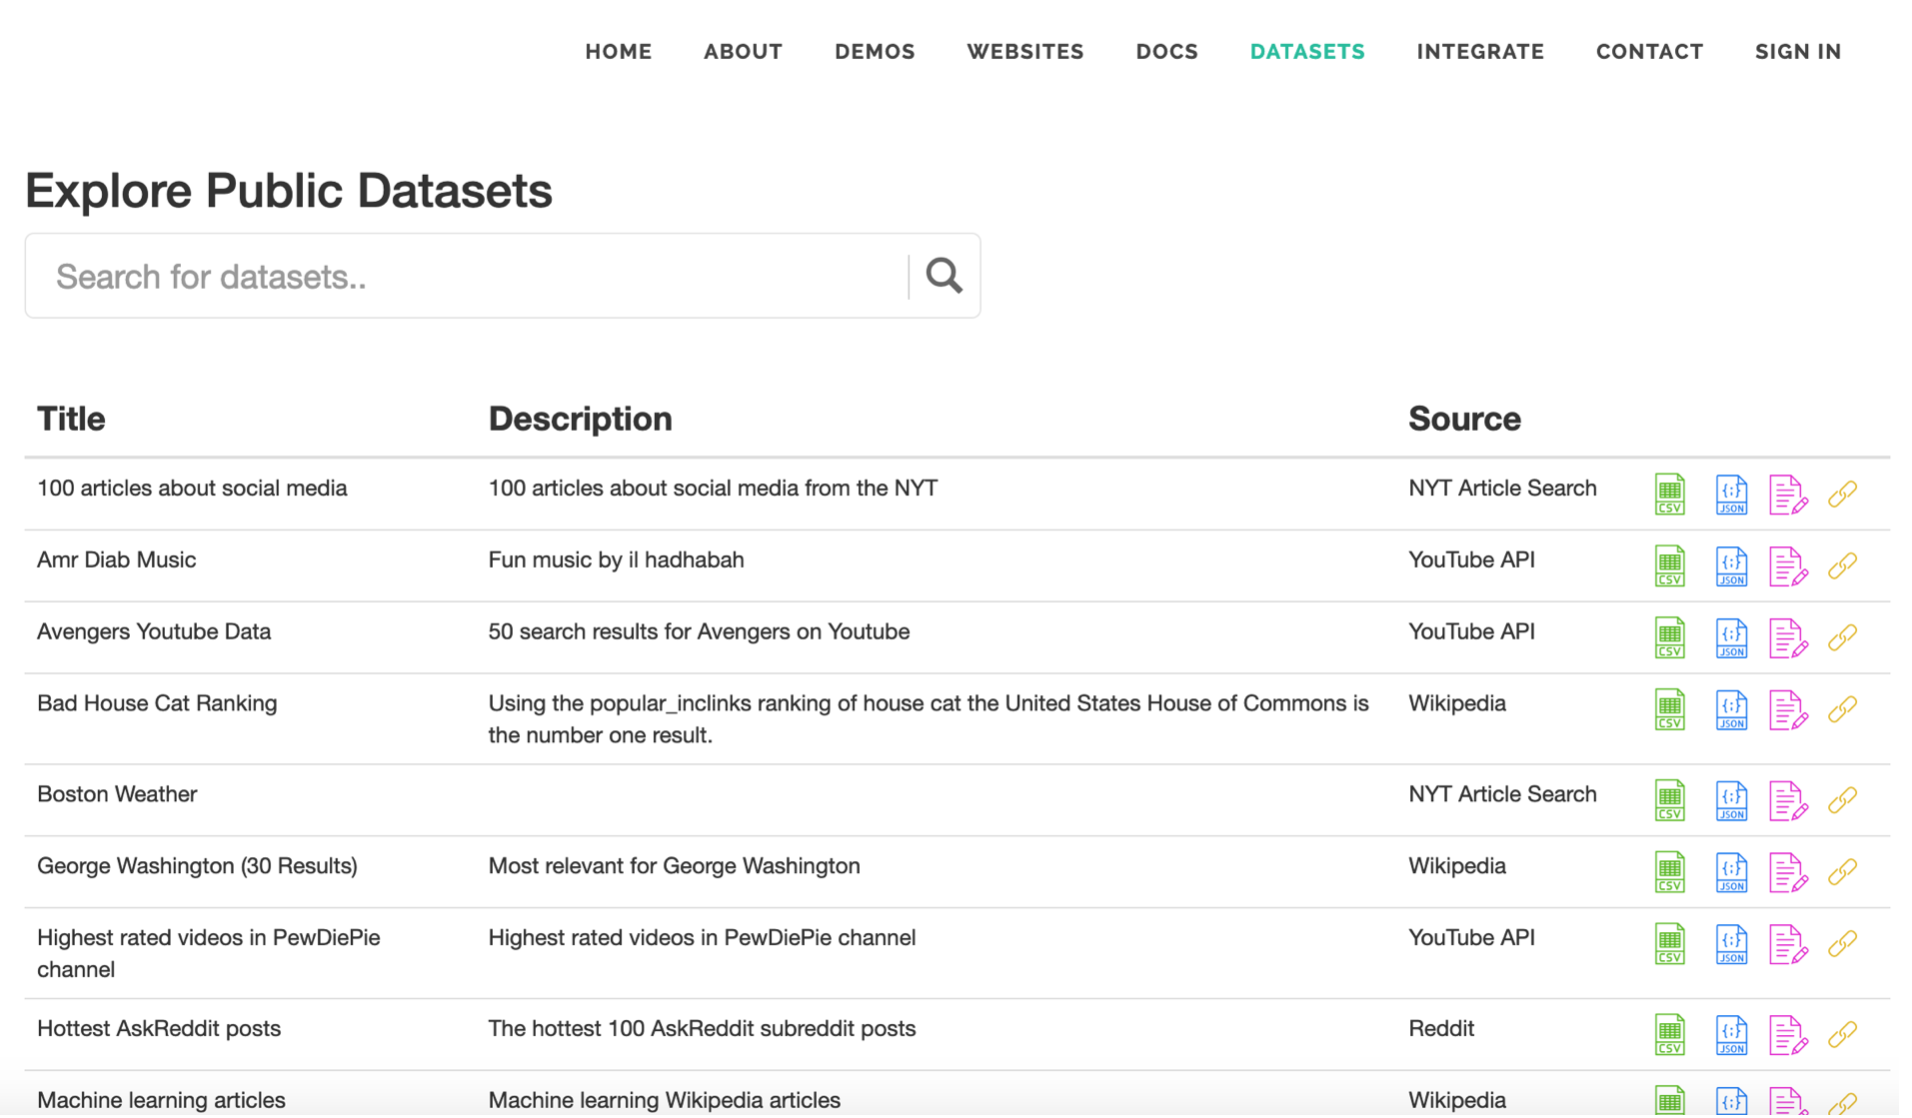 HOME ABOUT DEMOS WEBSITES DOCS DATASETS INTEGRATE CONTACT SIGN IN
Explore Public Datasets
Search for datasets..
Title Description Source
100 articles about social media 100 articles about social media from the NYT NYT Article Search CSV JSON
Amr Diab Music Fun music by il hadhabah YouTube API CSV JSON
Avengers Youtube Data 50 search results for Avengers on Youtube YouTube API CSV JSON
Bad House Cat Ranking Using the popular_inclinks ranking of house cat the United States House of Commons is Wikipedia CSV JSON
the number one result.
Boston Weather NYT Article Search CSV JSON
George Washington (30 Results) Most relevant for George Washington Wikipedia CSV JSON
Highest rated videos in PewDiePie Highest rated videos in PewDiePie channel YouTube API CSV JSON
channel
Hottest AskReddit posts The hottest 100 AskReddit subreddit posts Reddit CSV JSON
Machine learning articles Machine learning Wikipedia articles Wikipedia